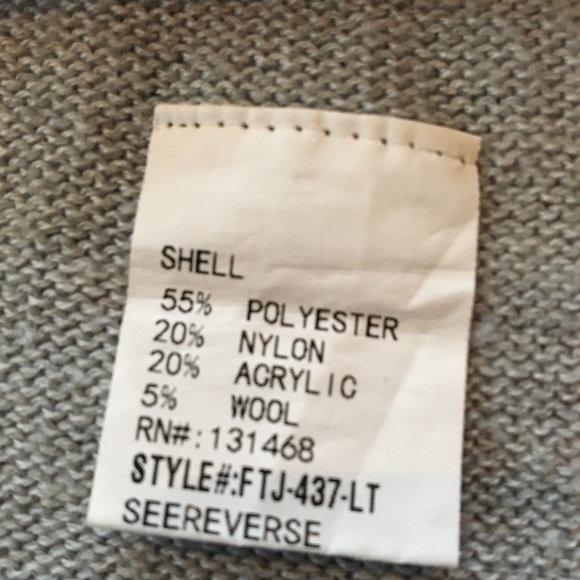 SHELL
55% POLYESTER
20% NYLON
20% ACRYLIC
5% WOOL
RN#:131468
STYLE#:FTJ-437-LT
SEEREVERSE